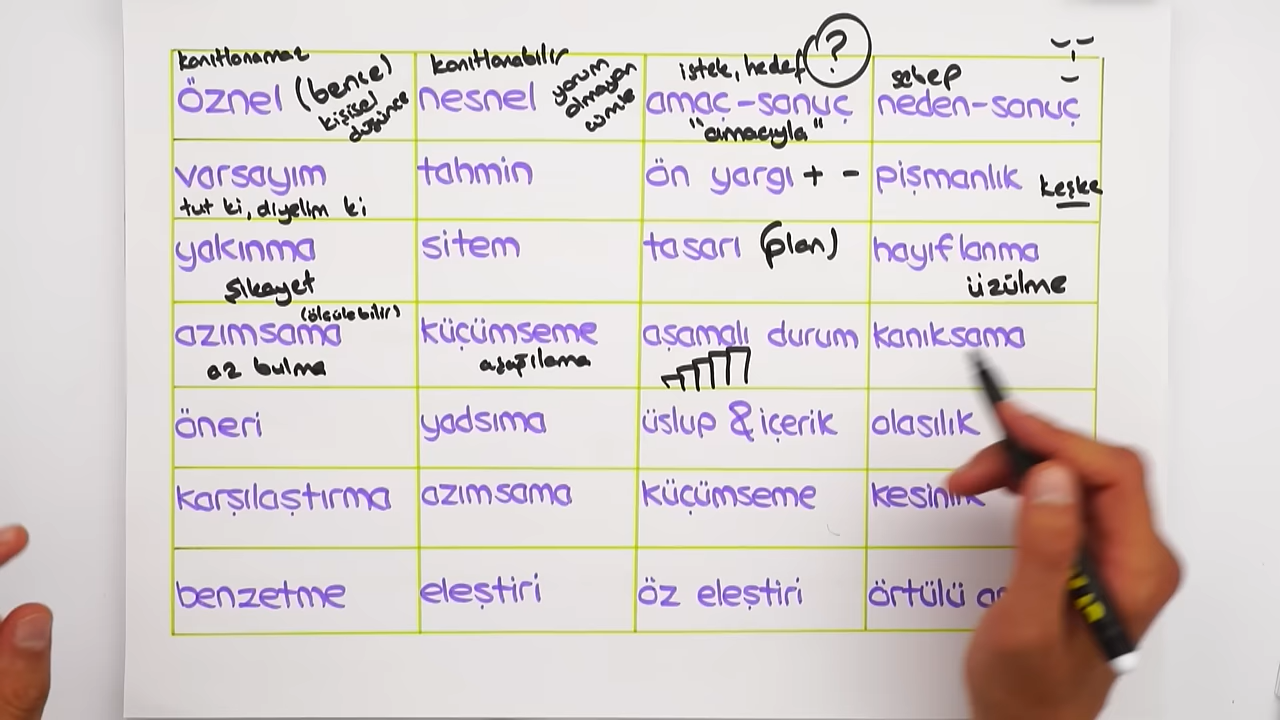 konıtlonamaz
öznel (bence)
kişisel
düşünce
konıtlonabilir
nesnel
yorum
olmayan
cümle
istek, hedef ?
amaç-sonuç
"amacıyla"
sebep
neden-sonuç
varsayım
tut ki, diyelim ki
tahmin
ön yargı + -
pişmanlık keşke
yakınma
şikayet
sitem
tasarı (plan)
hayıflanma
üzülme
(ölçülebilir)
azımsama
az bulma
küçümseme
aşağılama
aşamalı durum
kanıksama
öneri
yadsıma
üslup & içerik
olasılık
karşılaştırma
azımsama
küçümseme
benzetme
eleştiri
öz eleştiri
örtülü